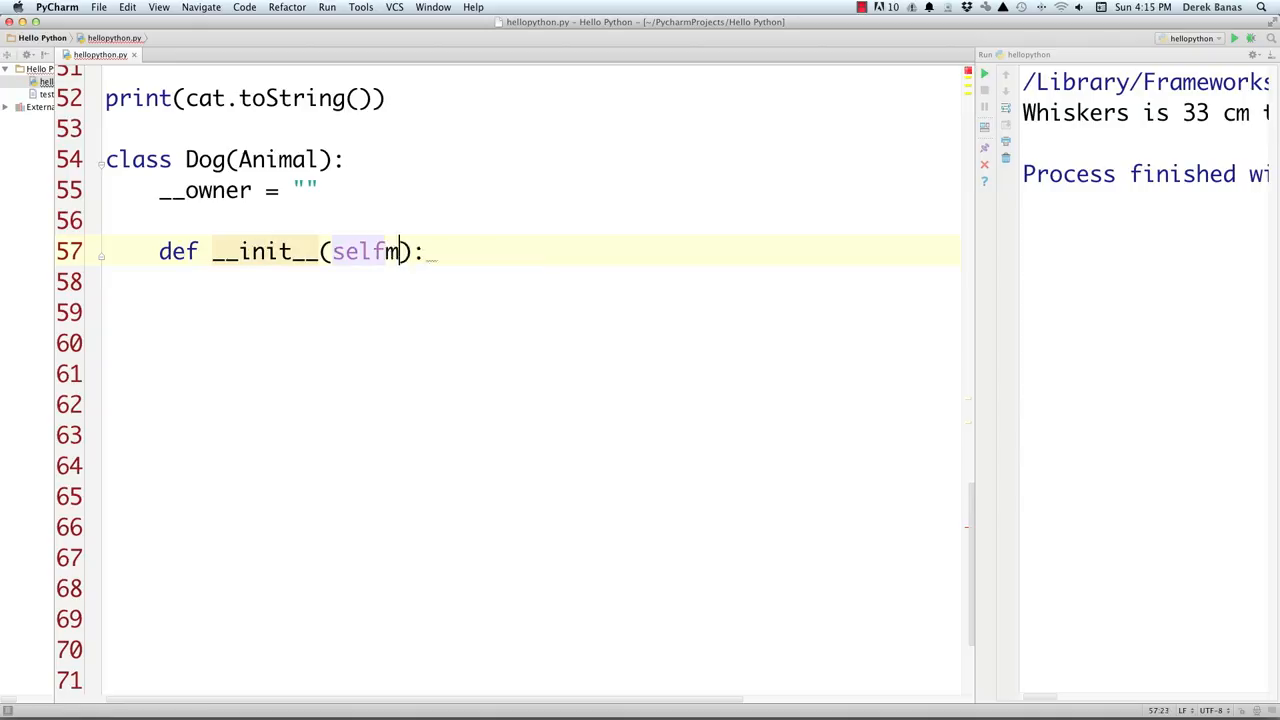 PyCharm File Edit View Navigate Code Refactor Run Tools VCS Window Help 10 Sun 4:15 PM Derek Banas
hellopython.py - Hello Python - [~/PycharmProjects/Hello Python]
Hello Python hellopython.py hellopython
hellopython.py Run hellopython
Hello P
hell
test
Extern
51
52 print(cat.toString())
53
54 class Dog(Animal):
55 __owner = ""
56
57 def __init__(selfm):
58
59
60
61
62
63
64
65
66
67
68
69
70
71
/Library/Frameworks
Whiskers is 33 cm t
Process finished wi
57:23 LF UTF-8